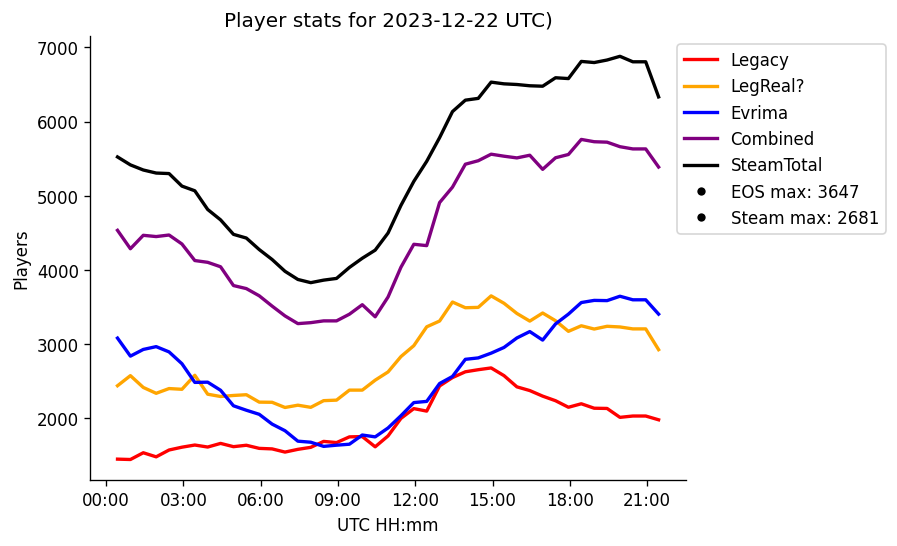 Player stats for 2023-12-22 UTC)
7000
6000
5000
4000
3000
2000
Players
00:00 03:00 06:00 09:00 12:00 15:00 18:00 21:00
UTC HH:mm
Legacy
LegReal?
Evrima
Combined
SteamTotal
EOS max: 3647
Steam max: 2681